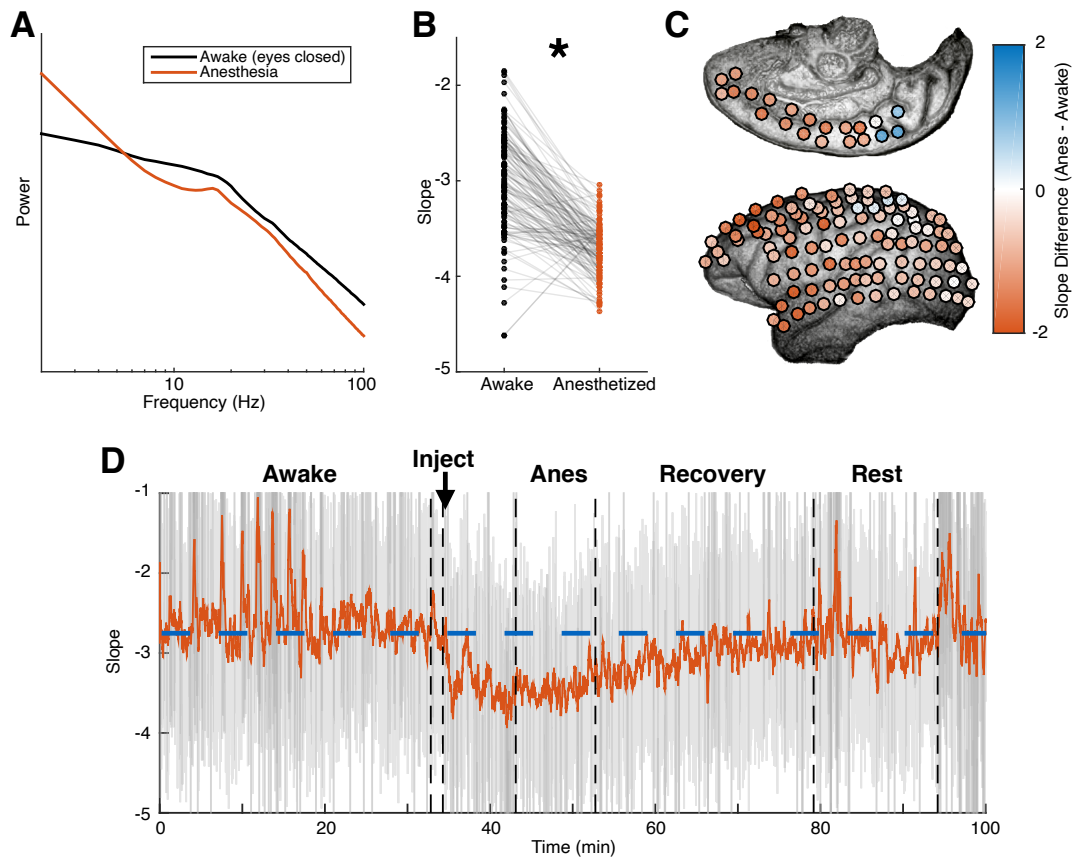 A
Awake (eyes closed)
Anesthesia
Power
10
100
Frequency (Hz)
B
*
-2
-3
-4
-5
Slope
Awake
Anesthetized
C
2
0
-2
Slope Difference (Anes - Awake)
D
Awake
Inject
Anes
Recovery
Rest
-1
-2
-3
-4
-5
Slope
0
20
40
60
80
100
Time (min)